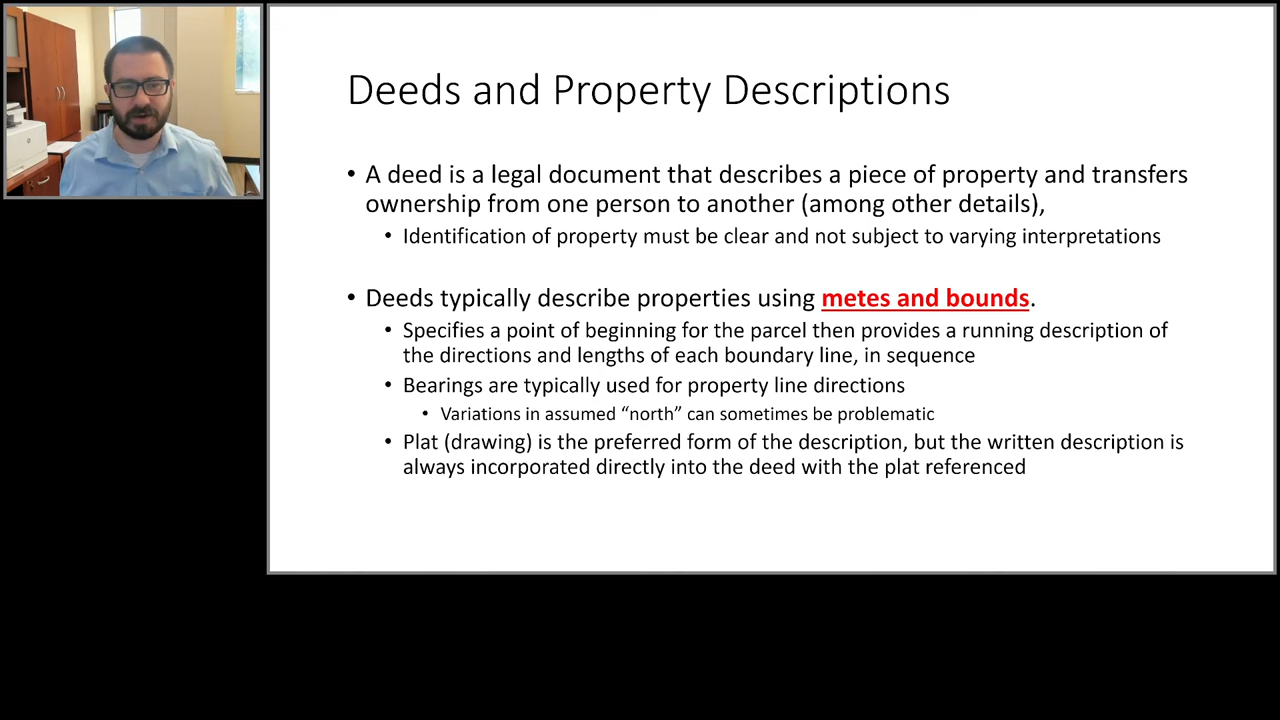 Deeds and Property Descriptions
• A deed is a legal document that describes a piece of property and transfers
ownership from one person to another (among other details),
• Identification of property must be clear and not subject to varying interpretations
• Deeds typically describe properties using metes and bounds.
• Specifies a point of beginning for the parcel then provides a running description of
the directions and lengths of each boundary line, in sequence
• Bearings are typically used for property line directions
• Variations in assumed “north” can sometimes be problematic
• Plat (drawing) is the preferred form of the description, but the written description is
always incorporated directly into the deed with the plat referenced